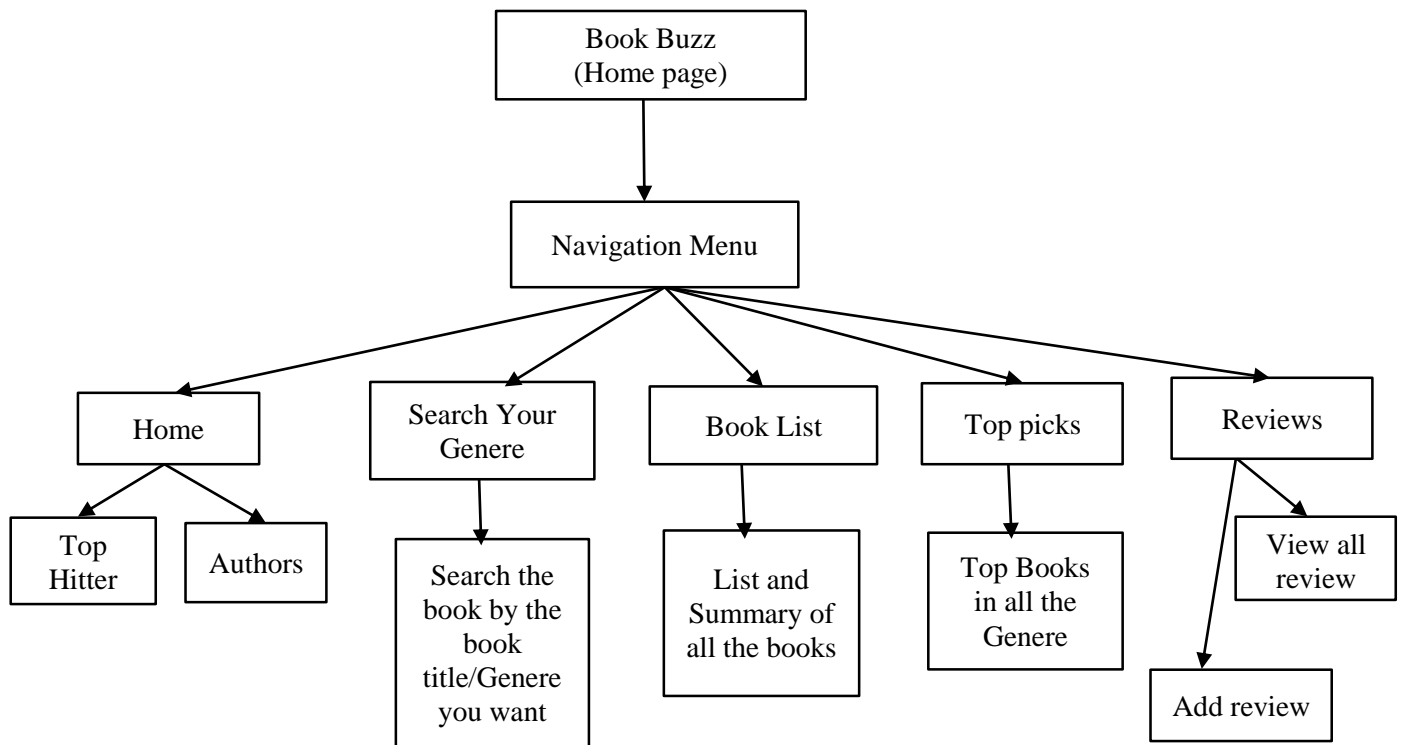 Book Buzz
(Home page)
Navigation Menu
Home
Search Your
Genere
Book List
Top picks
Reviews
Top
Hitter
Authors
Search the
book by the
book
title/Genere
you want
List and
Summary of
all the books
Top Books
in all the
Genere
View all
review
Add review